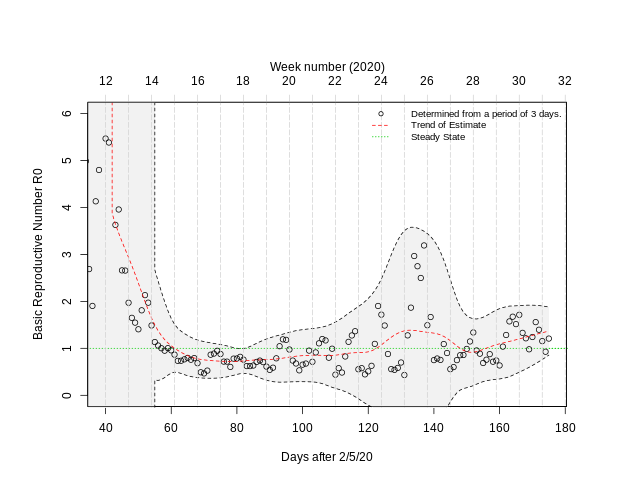 Week number (2020)
12 14 16 18 20 22 24 26 28 30 32
Determined from a period of 3 days.
Trend of Estimate
Steady State
Basic Reproductive Number R0
6
5
4
3
2
1
0
40 60 80 100 120 140 160 180
Days after 2/5/20